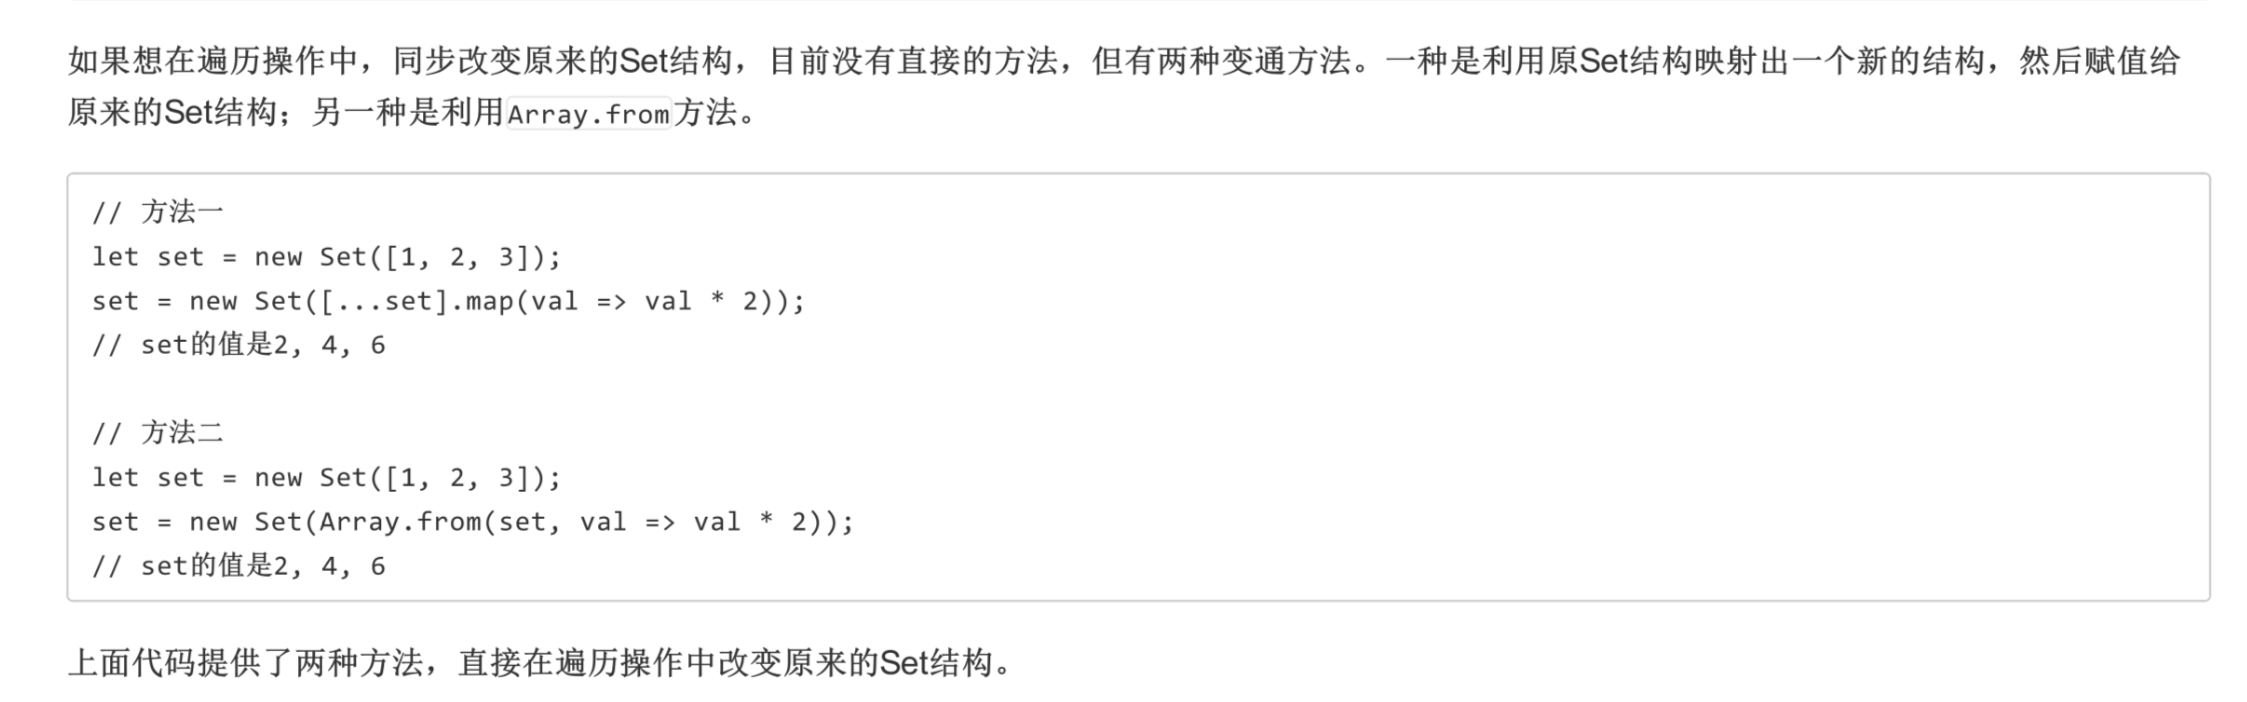 如果想在遍历操作中，同步改变原来的Set结构，目前没有直接的方法，但有两种变通方法。一种是利用原Set结构映射出一个新的结构，然后赋值给
原来的Set结构；另一种是利用Array.from方法。
// 方法一
let set = new Set([1, 2, 3]);
set = new Set([...set].map(val => val * 2));
// set的值是2, 4, 6
// 方法二
let set = new Set([1, 2, 3]);
set = new Set(Array.from(set, val => val * 2));
// set的值是2, 4, 6
上面代码提供了两种方法，直接在遍历操作中改变原来的Set结构。